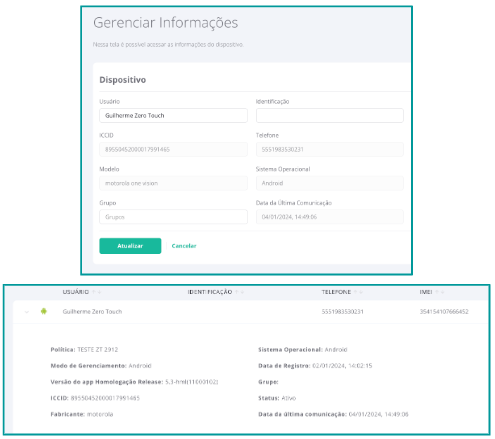 Gerenciar Informações
Nessa tela é possível acessar as informações do dispositivo.
Dispositivo
Usuário Identificação
Guilherme Zero Touch
ICCID Telefone
89550452000017991465 5551983530231
Modelo Sistema Operacional
motorola one vision Android
Grupo Data da Última Comunicação
Grupos 04/01/2024, 14:49:06
Atualizar Cancelar
USUÁRIO IDENTIFICAÇÃO TELEFONE IMEI
Guilherme Zero Touch 5551983530231 354154107666452
Política: TESTE ZT 2912 Sistema Operacional: Android
Modo de Gerenciamento: Android Data de Registro: 02/01/2024, 14:02:15
Versão do app Homologação Release: 5.3-hml(11600102) Grupo:
ICCID: 89550452000017991465 Status: Ativo
Fabricante: motorola Data da última comunicação: 04/01/2024, 14:49:06